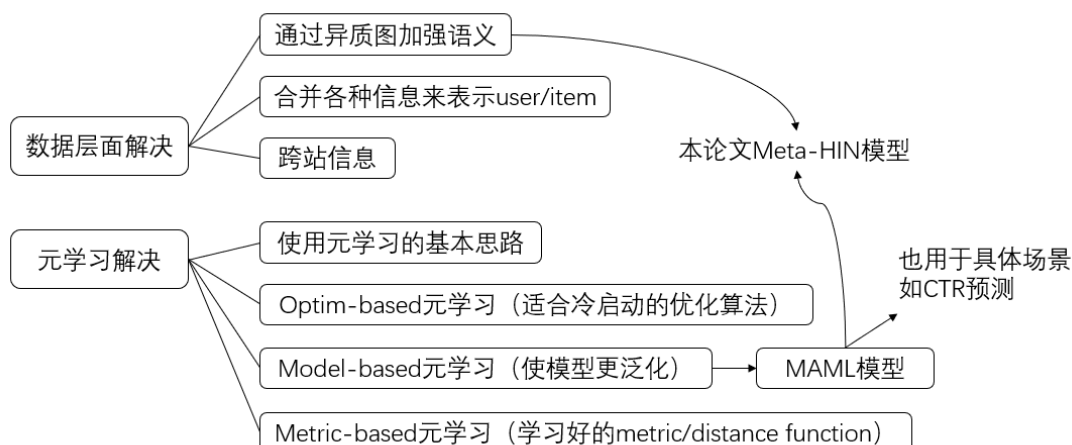 通过异质图加强语义
合并各种信息来表示user/item
数据层面解决
跨站信息
本论文Meta-HIN模型
使用元学习的基本思路
元学习解决
也用于具体场景
如CTR预测
Optim-based元学习（适合冷启动的优化算法）
Model-based元学习（使模型更泛化）
MAML模型
Metric-based元学习（学习好的metric/distance function）